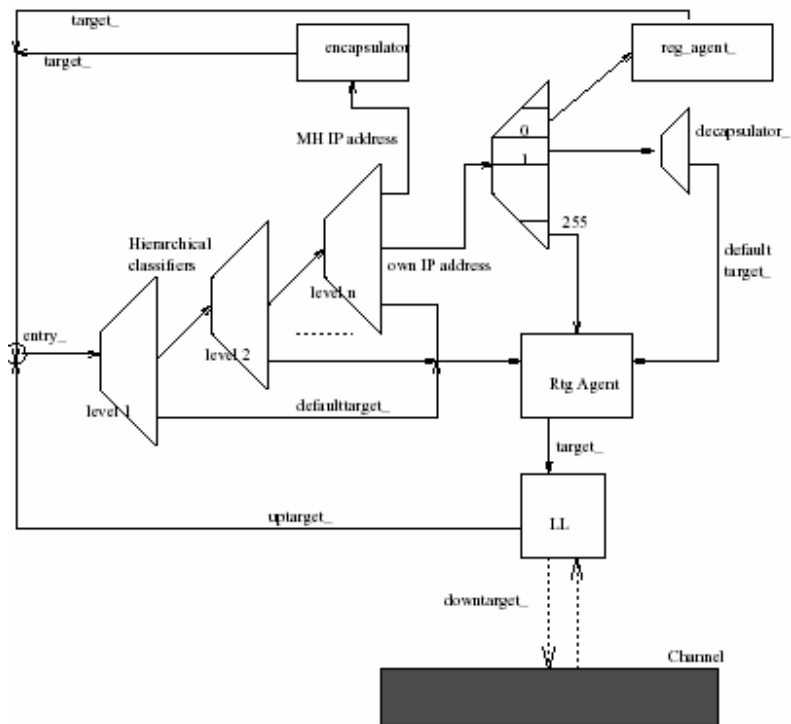 target_
target_
encapsulator
reg_agent_
MH IP address
0
1
decapsulator_
255
Hierarchical
classifiers
own IP address
default
target_
level n
entry_
level 2
level 1
defaulttarget_
Rtg Agent
target_
uptarget_
LL
downtarget_
Channel